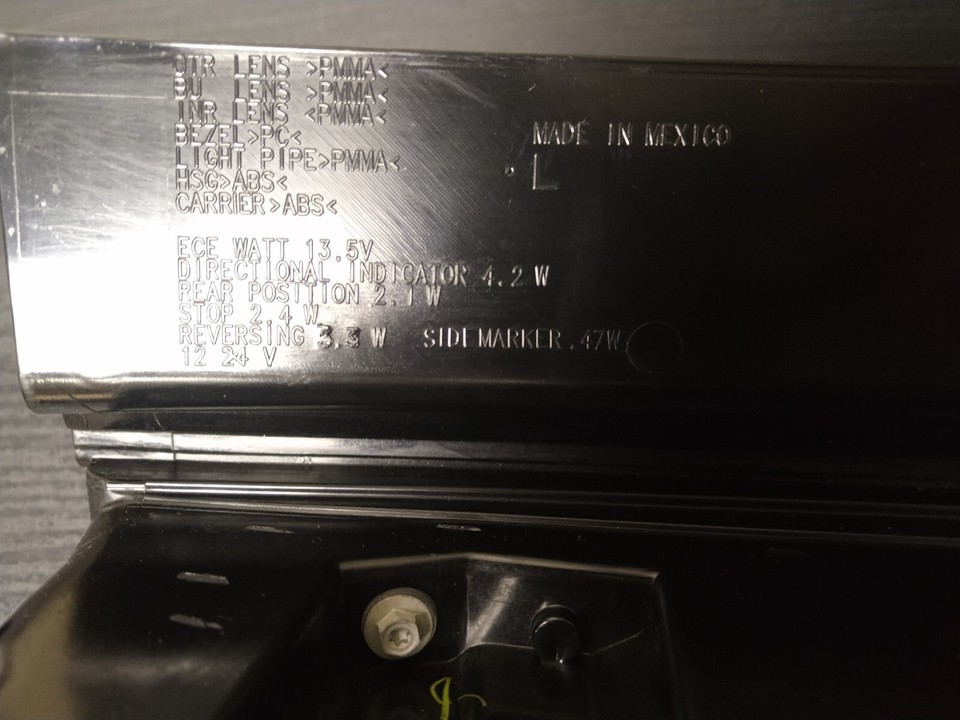 OTR LENS >PMMA<
BU LENS >PMMA<
INR LENS <PMMA<
BEZEL>PC<
LIGHT PIPE>PMMA<
HSG>ABS<
CARRIER>ABS<
MADE IN MEXICO
L
ECE WATT 13.5V
DIRECTIONAL INDICATOR 4.2 W
REAR POSITION 2.1 W
STOP 2.4 W
REVERSING 3.3 W SIDEMARKER .47W
12 24 V